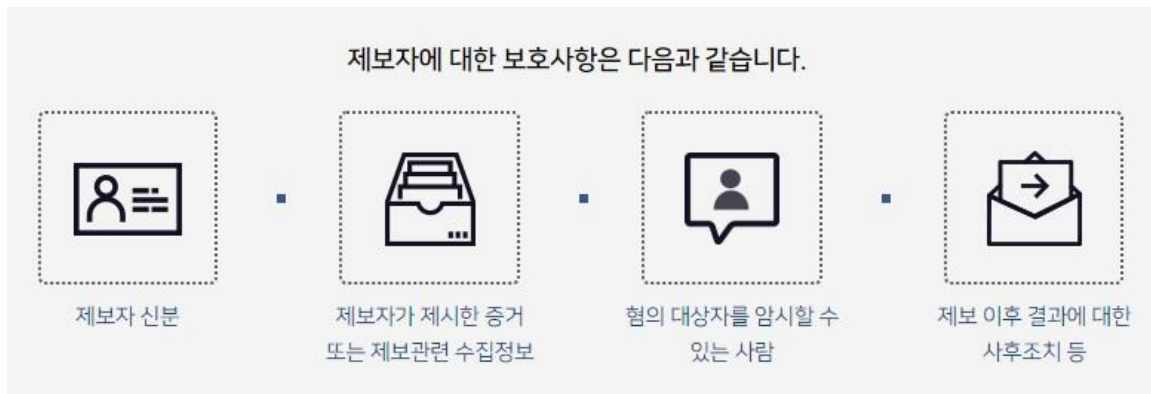 제보자에 대한 보호사항은 다음과 같습니다.
제보자 신분
제보자가 제시한 증거
또는 제보관련 수집정보
혐의 대상자를 암시할 수
있는 사람
제보 이후 결과에 대한
사후조치 등